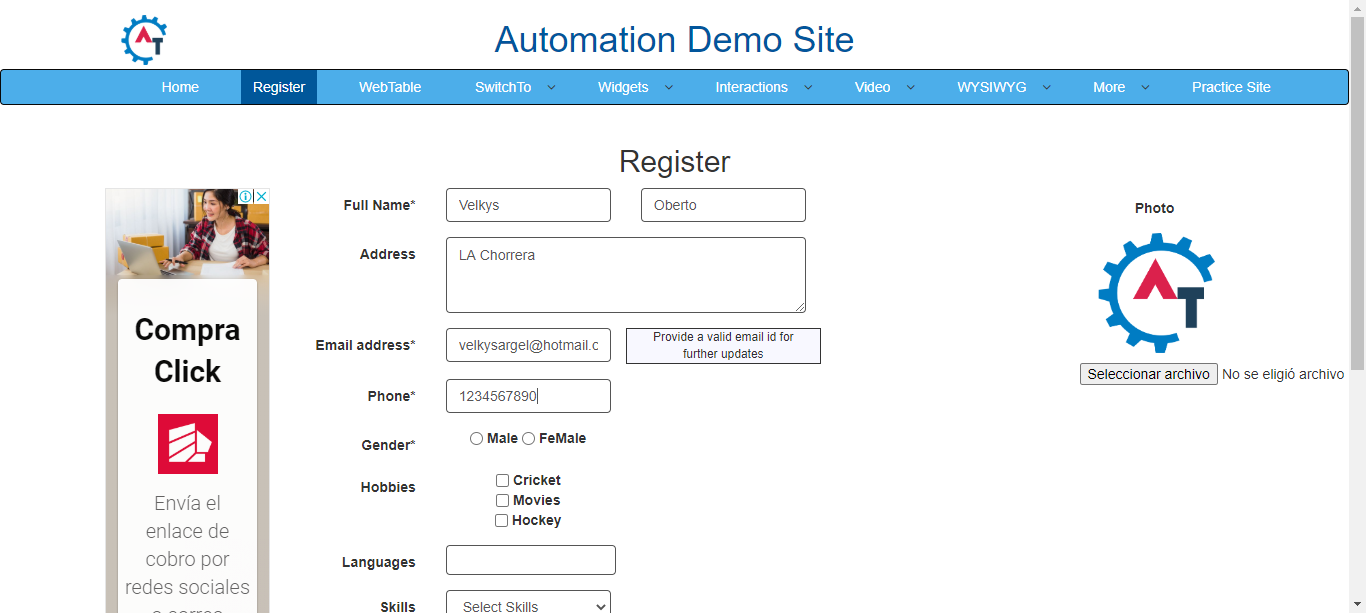 Automation Demo Site
Home Register WebTable SwitchTo Widgets Interactions Video WYSIWYG More Practice Site
Register
Full Name* Velkys Oberto
Photo
Address LA Chorrera
Compra
Click
Email address* velkysargel@hotmail.c
Provide a valid email id for
further updates
Seleccionar archivo No se eligió archivo
Phone* 1234567890
Gender* Male FeMale
Hobbies
Cricket
Movies
Hockey
Envía el
enlace de
cobro por
redes sociales
Languages
Skills Select Skills